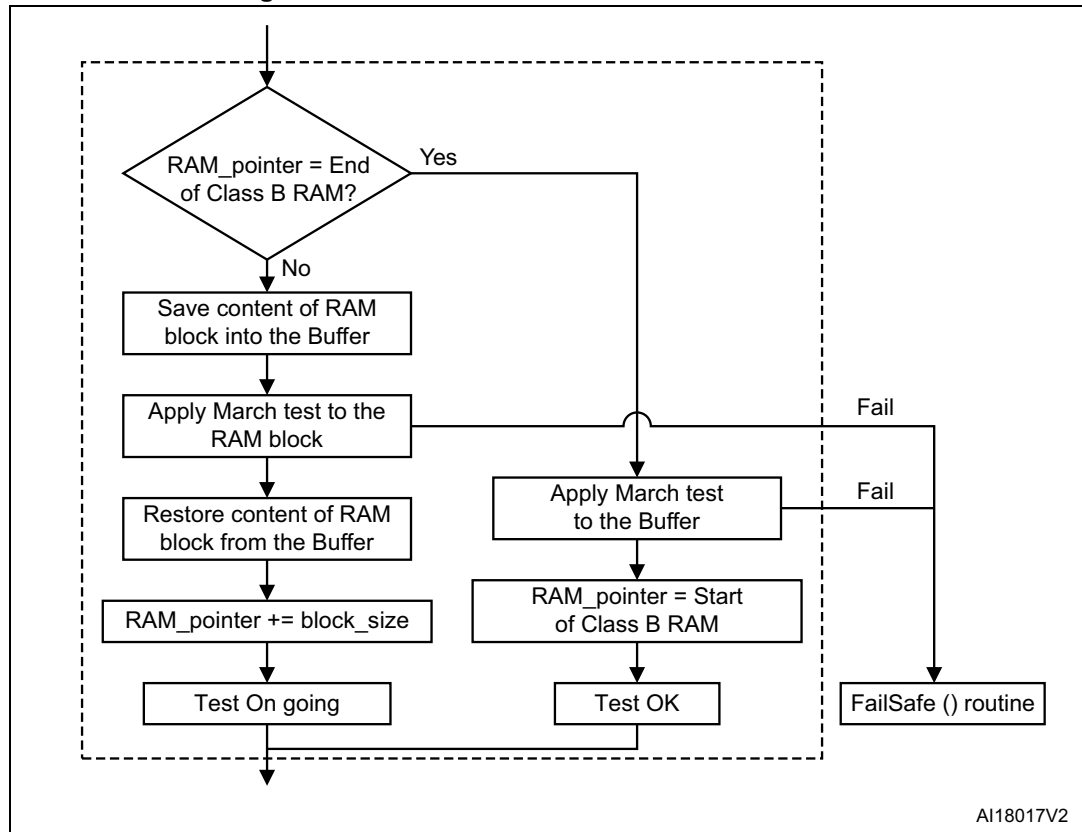 RAM_pointer = End
of Class B RAM?
Yes
No
Save content of RAM
block into the Buffer
Apply March test to the
RAM block
Fail
Restore content of RAM
block from the Buffer
Apply March test
to the Buffer
Fail
RAM_pointer += block_size
RAM_pointer = Start
of Class B RAM
Test On going
Test OK
FailSafe () routine
AI18017V2